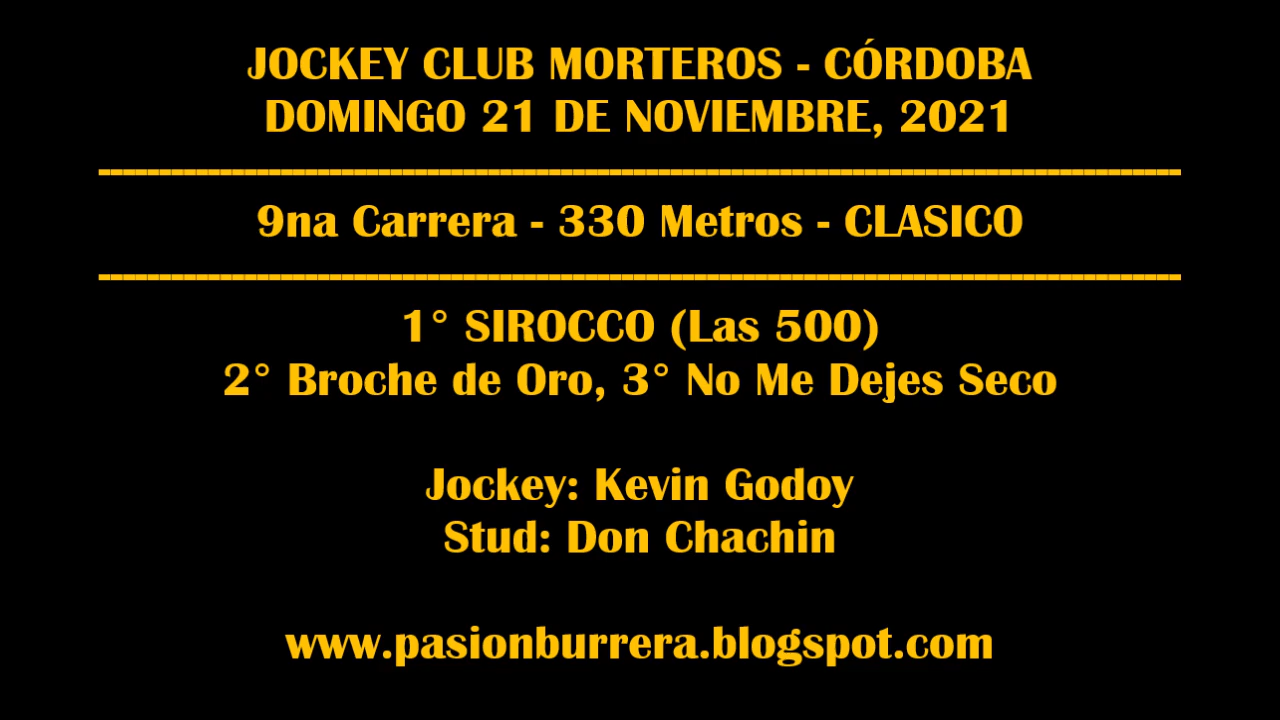 JOCKEY CLUB MORTEROS - CÓRDOBA
DOMINGO 21 DE NOVIEMBRE, 2021
9na Carrera - 330 Metros - CLASICO
1° SIROCCO (Las 500)
2° Broche de Oro, 3° No Me Dejes Seco
Jockey: Kevin Godoy
Stud: Don Chachin
www.pasionburrera.blogspot.com